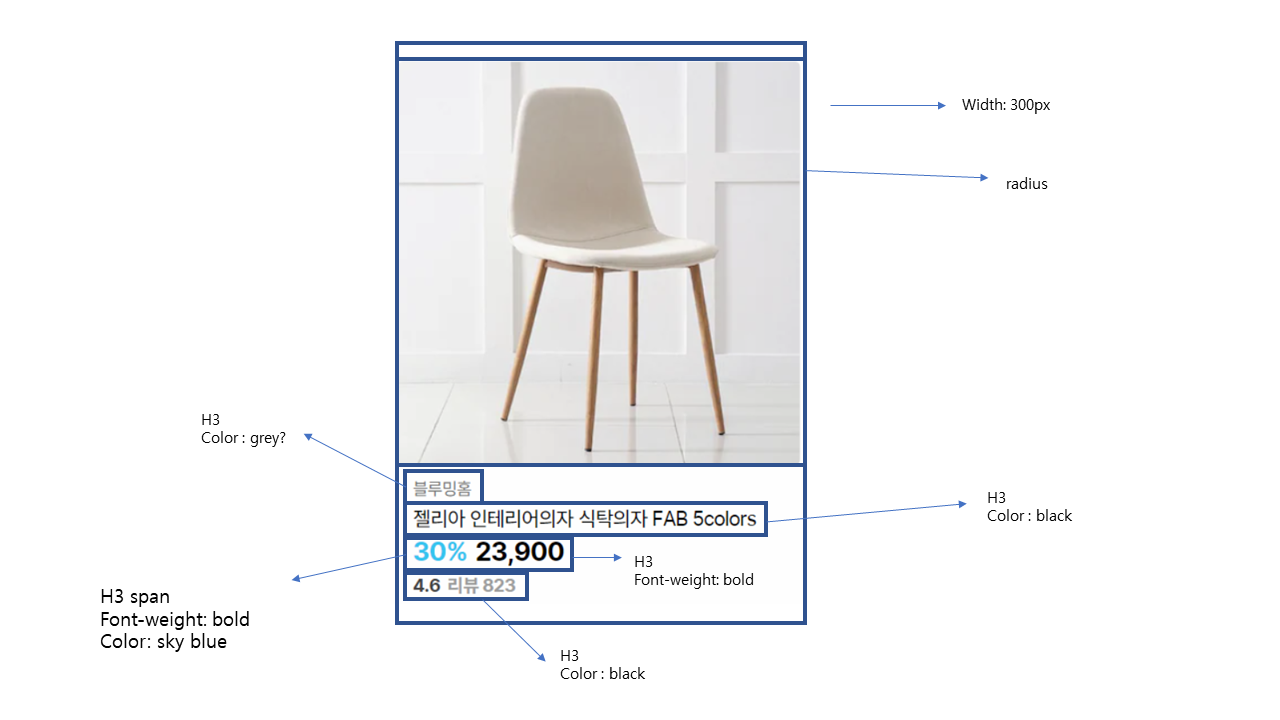 Width: 300px
radius
H3
Color : grey?
블루밍홈
젤리아 인테리어의자 식탁의자 FAB 5colors
H3
Color : black
30% 23,900
H3
Font-weight: bold
4.6 리뷰 823
H3 span
Font-weight: bold
Color: sky blue
H3
Color : black